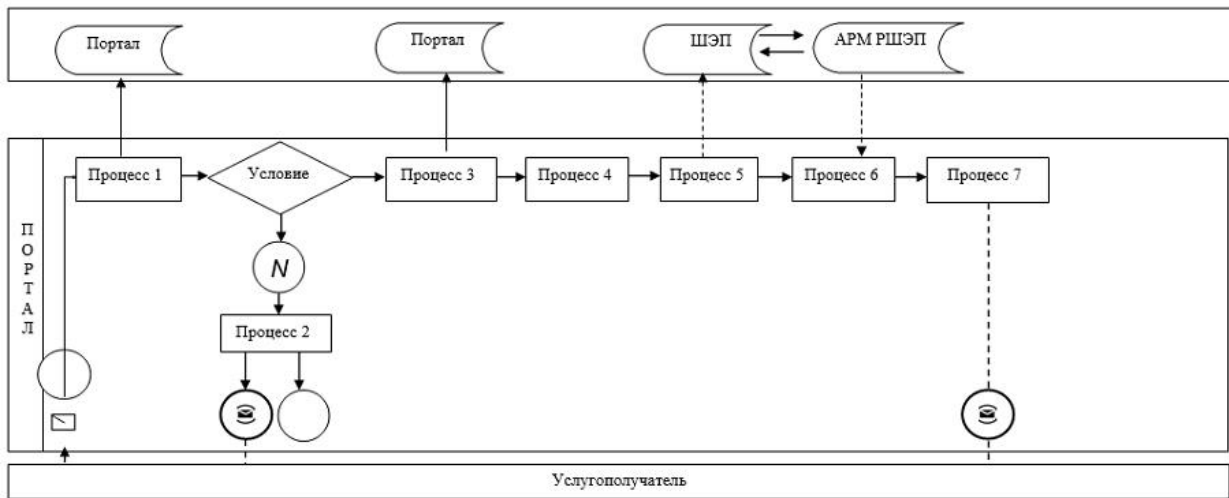 Портал
Портал
ШЭП
АРМ РШЭП
Процесс 1
Условие
Процесс 3
Процесс 4
Процесс 5
Процесс 6
Процесс 7
ПОРТАЛ
N
Процесс 2
Услугополучатель